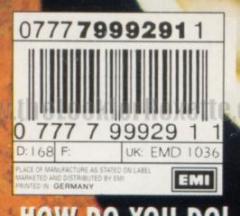 0777 7999291 1
0 777 7 99929 1 1
D: 168 F: UK: EMD 1036
PLACE OF MANUFACTURE AS STATED ON LABEL
MARKETED AND DISTRIBUTED BY EMI
PRINTED IN GERMANY
EMI
HOW DO YOU DO!